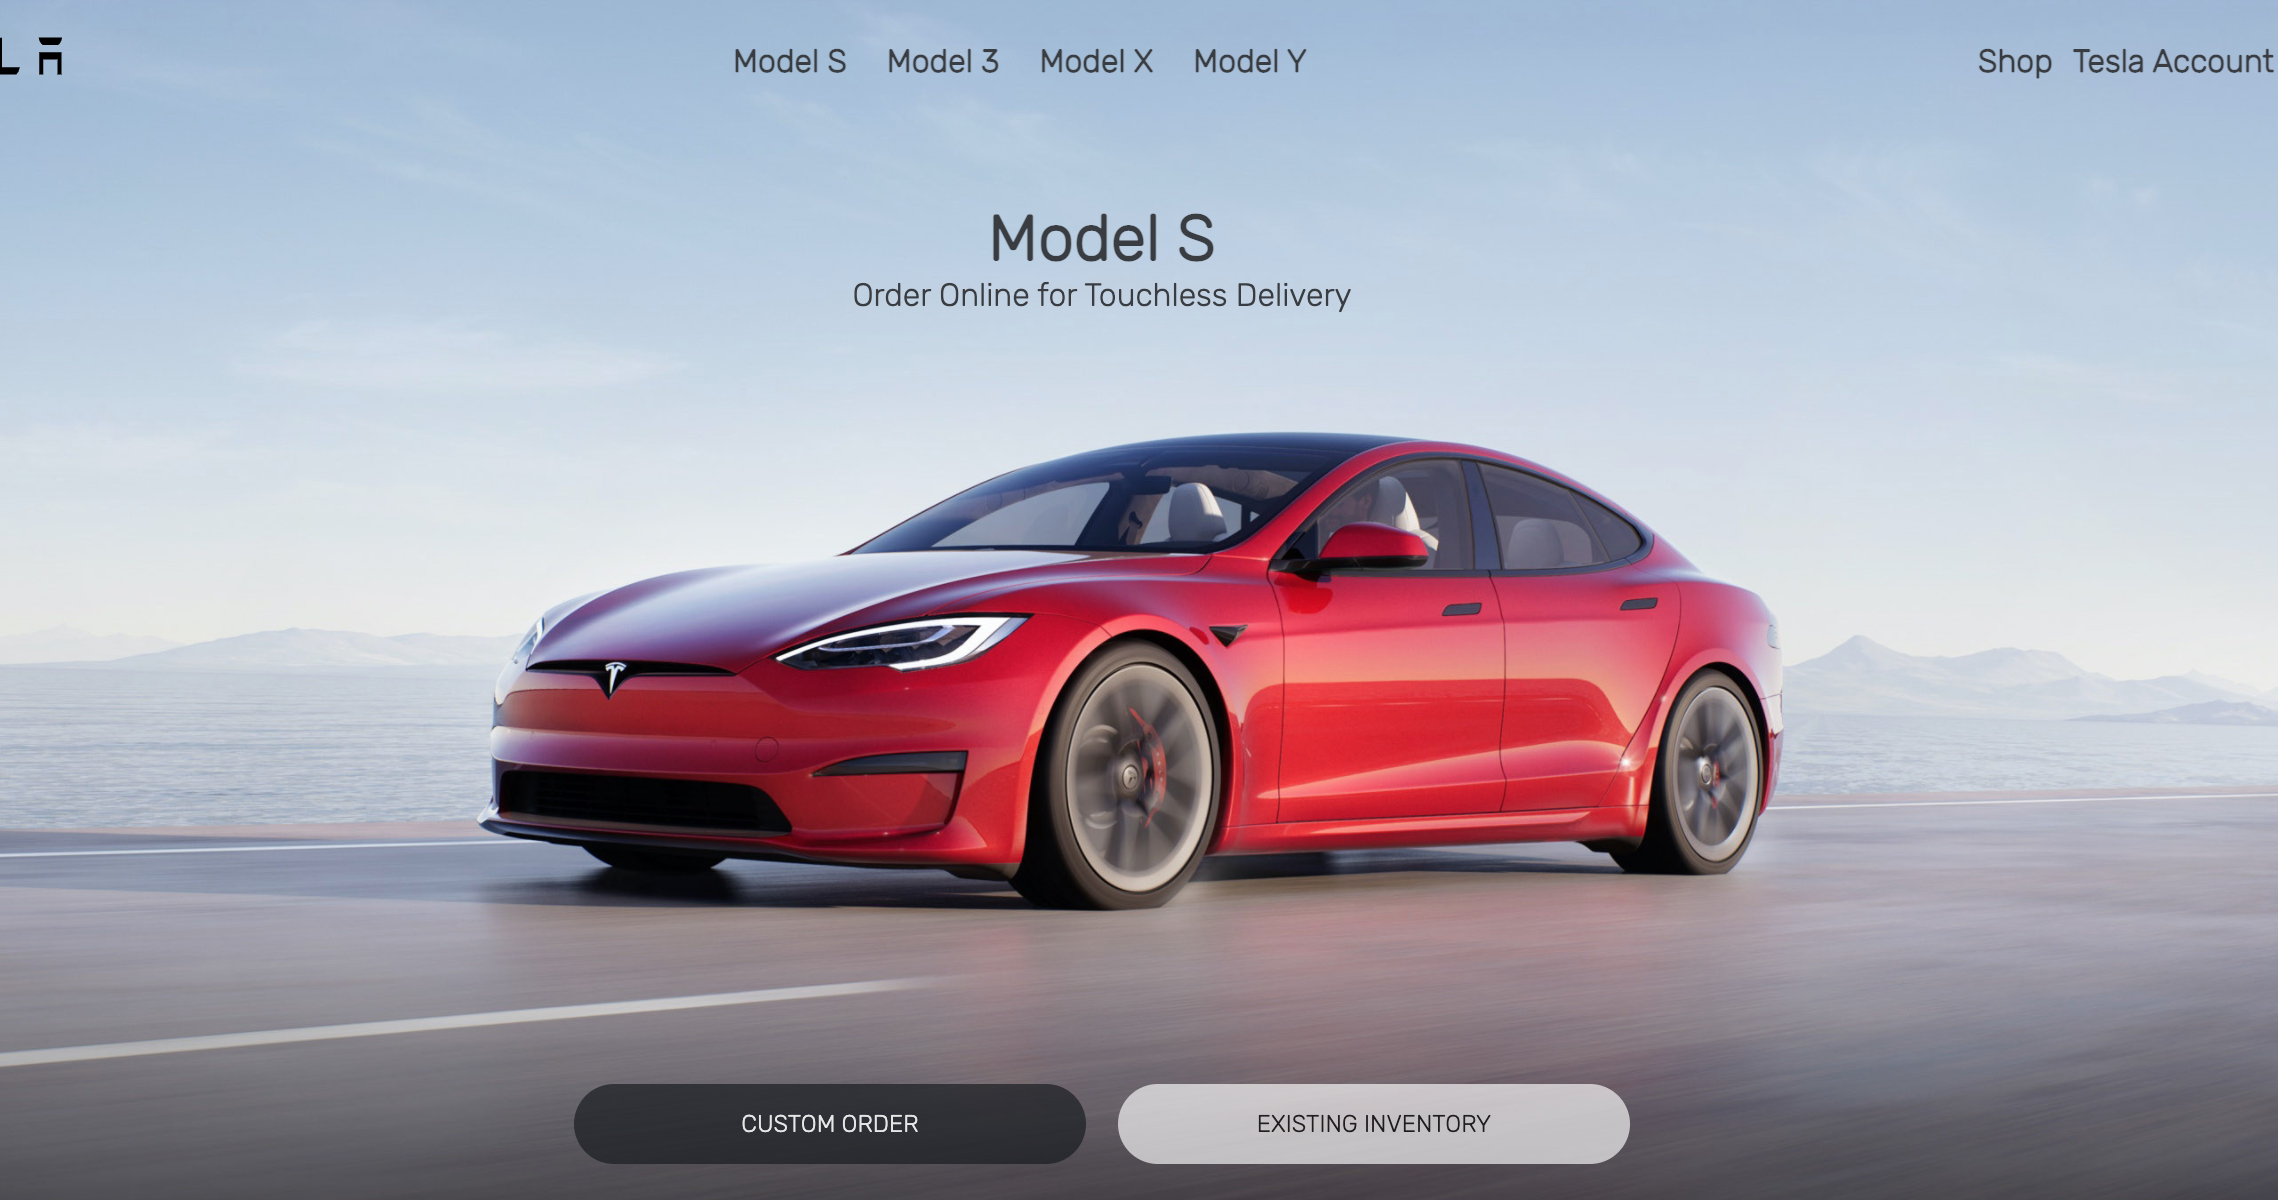 LA
Model S Model 3 Model X Model Y
Shop Tesla Account
Model S
Order Online for Touchless Delivery
CUSTOM ORDER
EXISTING INVENTORY